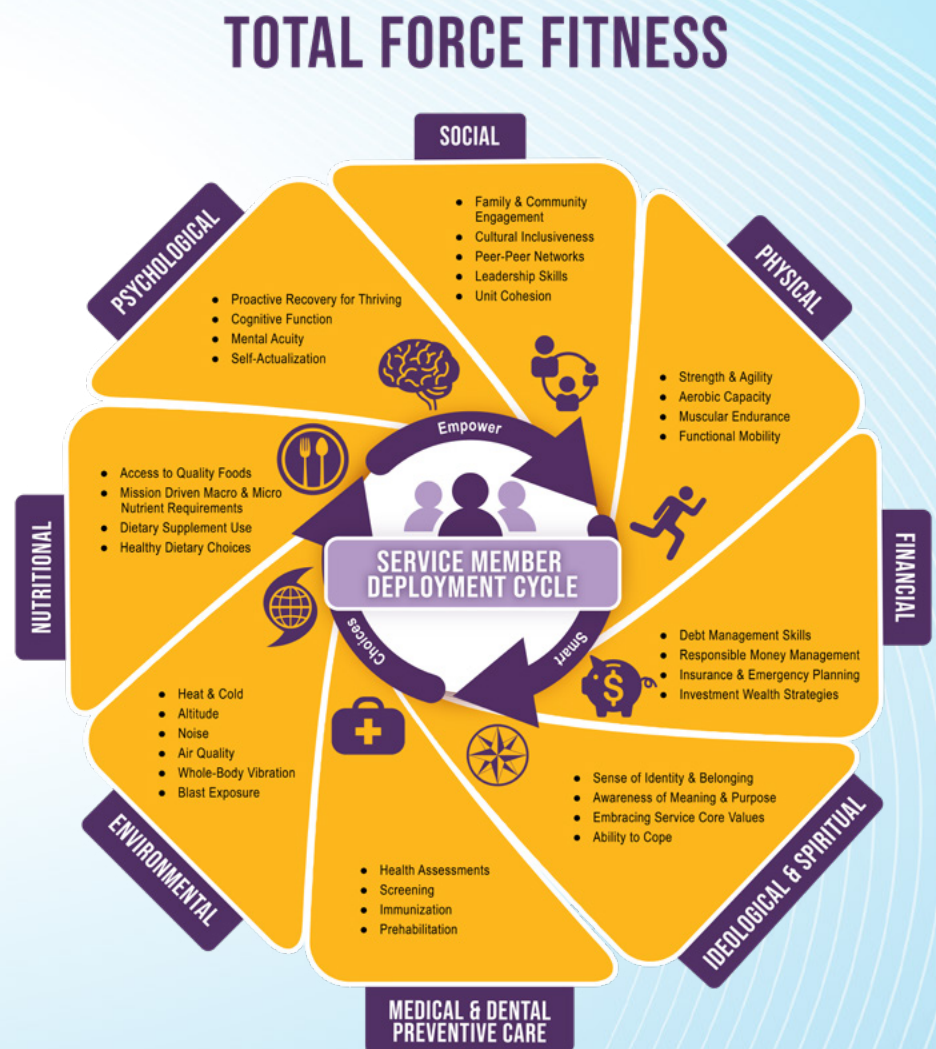 TOTAL FORCE FITNESS
SOCIAL
• Family & Community
Engagement
• Cultural Inclusiveness
• Peer-Peer Networks
• Leadership Skills
• Unit Cohesion
PHYSICAL
• Strength & Agility
• Aerobic Capacity
• Muscular Endurance
• Functional Mobility
FINANCIAL
• Debt Management Skills
• Responsible Money Management
• Insurance & Emergency Planning
• Investment Wealth Strategies
$
IDEOLOGICAL & SPIRITUAL
• Sense of Identity & Belonging
• Awareness of Meaning & Purpose
• Embracing Service Core Values
• Ability to Cope
MEDICAL & DENTAL
PREVENTIVE CARE
• Health Assessments
• Screening
• Immunization
• Prehabilitation
ENVIRONMENTAL
• Heat & Cold
• Altitude
• Noise
• Air Quality
• Whole-Body Vibration
• Blast Exposure
NUTRITIONAL
• Access to Quality Foods
• Mission Driven Macro & Micro
Nutrient Requirements
• Dietary Supplement Use
• Healthy Dietary Choices
PSYCHOLOGICAL
• Proactive Recovery for Thriving
• Cognitive Function
• Mental Acuity
• Self-Actualization
Empower
SERVICE MEMBER
DEPLOYMENT CYCLE
Smart
Choices